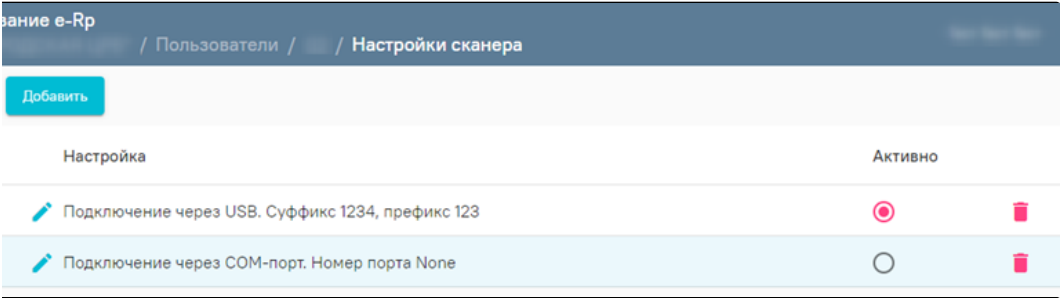 вание e-Rp
/ Пользователи / / Настройки сканера
Добавить
Настройка Активно
Подключение через USB. Суффикс 1234, префикс 123
Подключение через COM-порт. Номер порта None